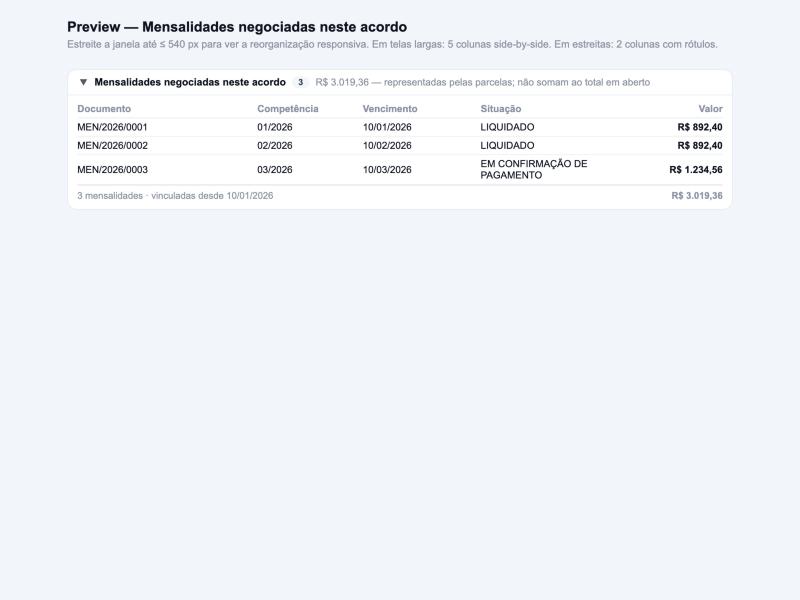 Preview — Mensalidades negociadas neste acordo
Estreite a janela até ≤ 540 px para ver a reorganização responsiva. Em telas largas: 5 colunas side-by-side. Em estreitas: 2 colunas com rótulos.
▼ Mensalidades negociadas neste acordo 3 R$ 3.019,36 — representadas pelas parcelas; não somam ao total em aberto
Documento Competência Vencimento Situação Valor
MEN/2026/0001 01/2026 10/01/2026 LIQUIDADO R$ 892,40
MEN/2026/0002 02/2026 10/02/2026 LIQUIDADO R$ 892,40
MEN/2026/0003 03/2026 10/03/2026 EM CONFIRMAÇÃO DE R$ 1.234,56
PAGAMENTO
3 mensalidades · vinculadas desde 10/01/2026 R$ 3.019,36